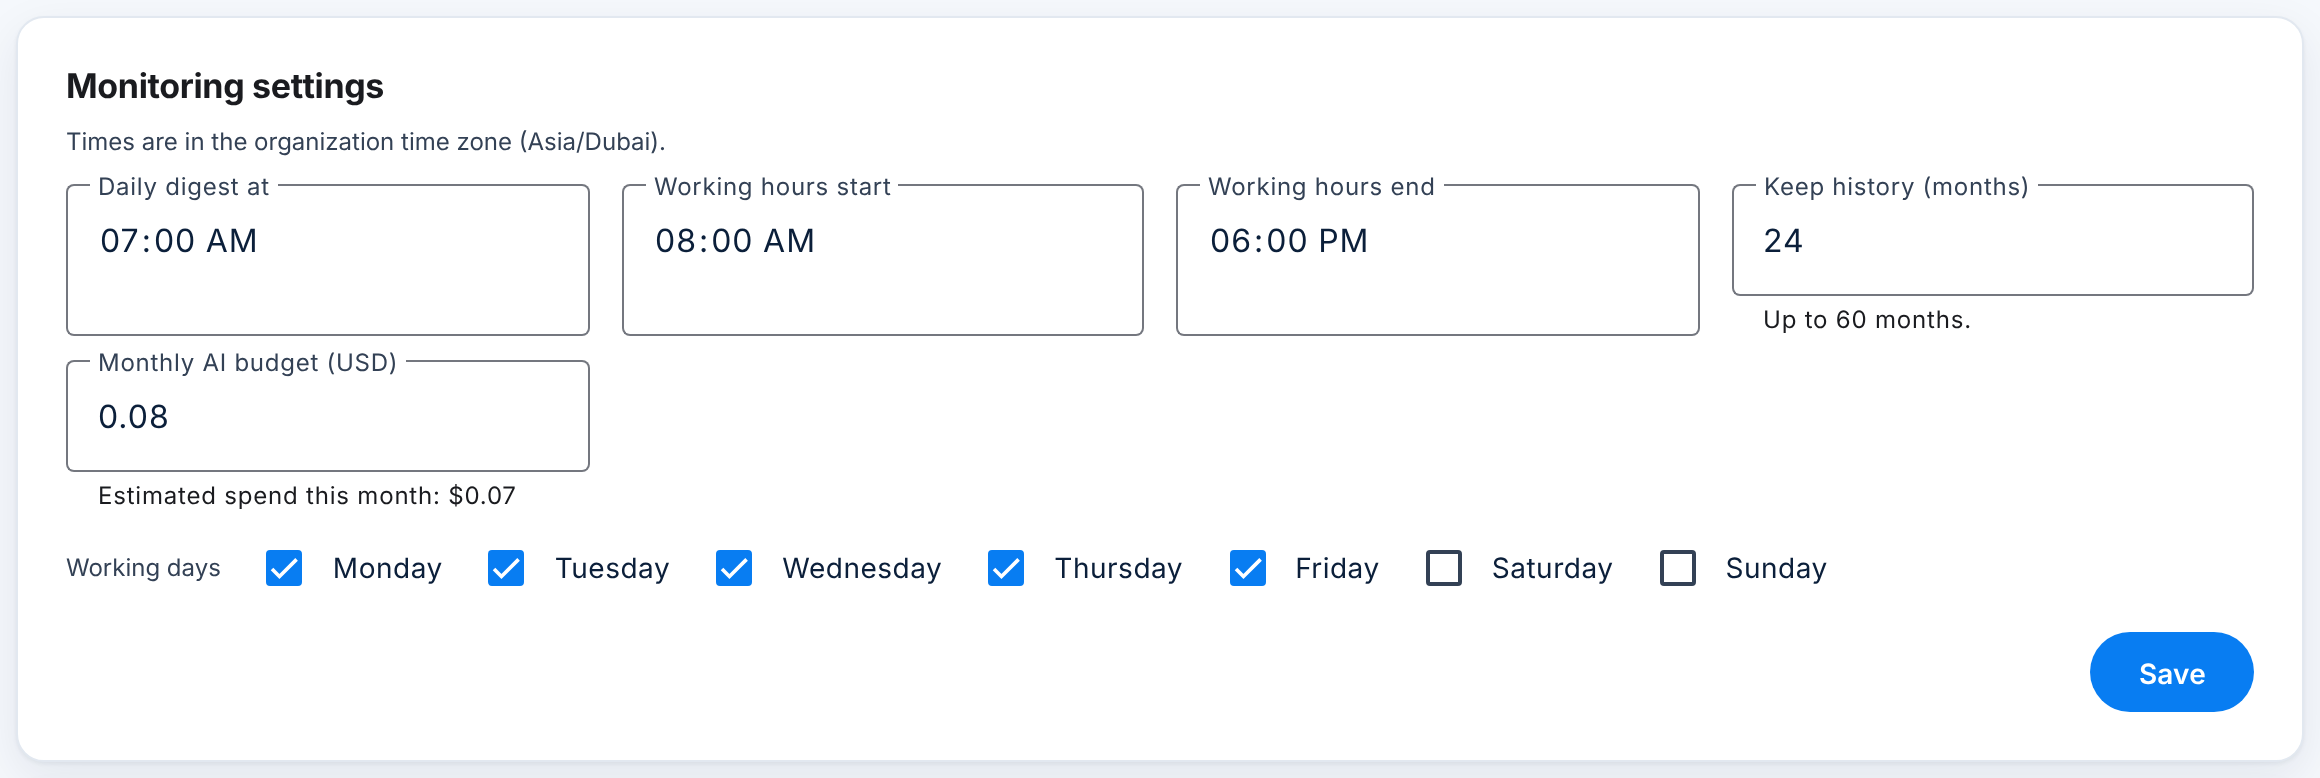 Monitoring settings
Times are in the organization time zone (Asia/Dubai).
Daily digest at
07:00 AM
Working hours start
08:00 AM
Working hours end
06:00 PM
Keep history (months)
24
Up to 60 months.
Monthly AI budget (USD)
0.08
Estimated spend this month: $0.07
Working days Monday Tuesday Wednesday Thursday Friday Saturday Sunday
Save